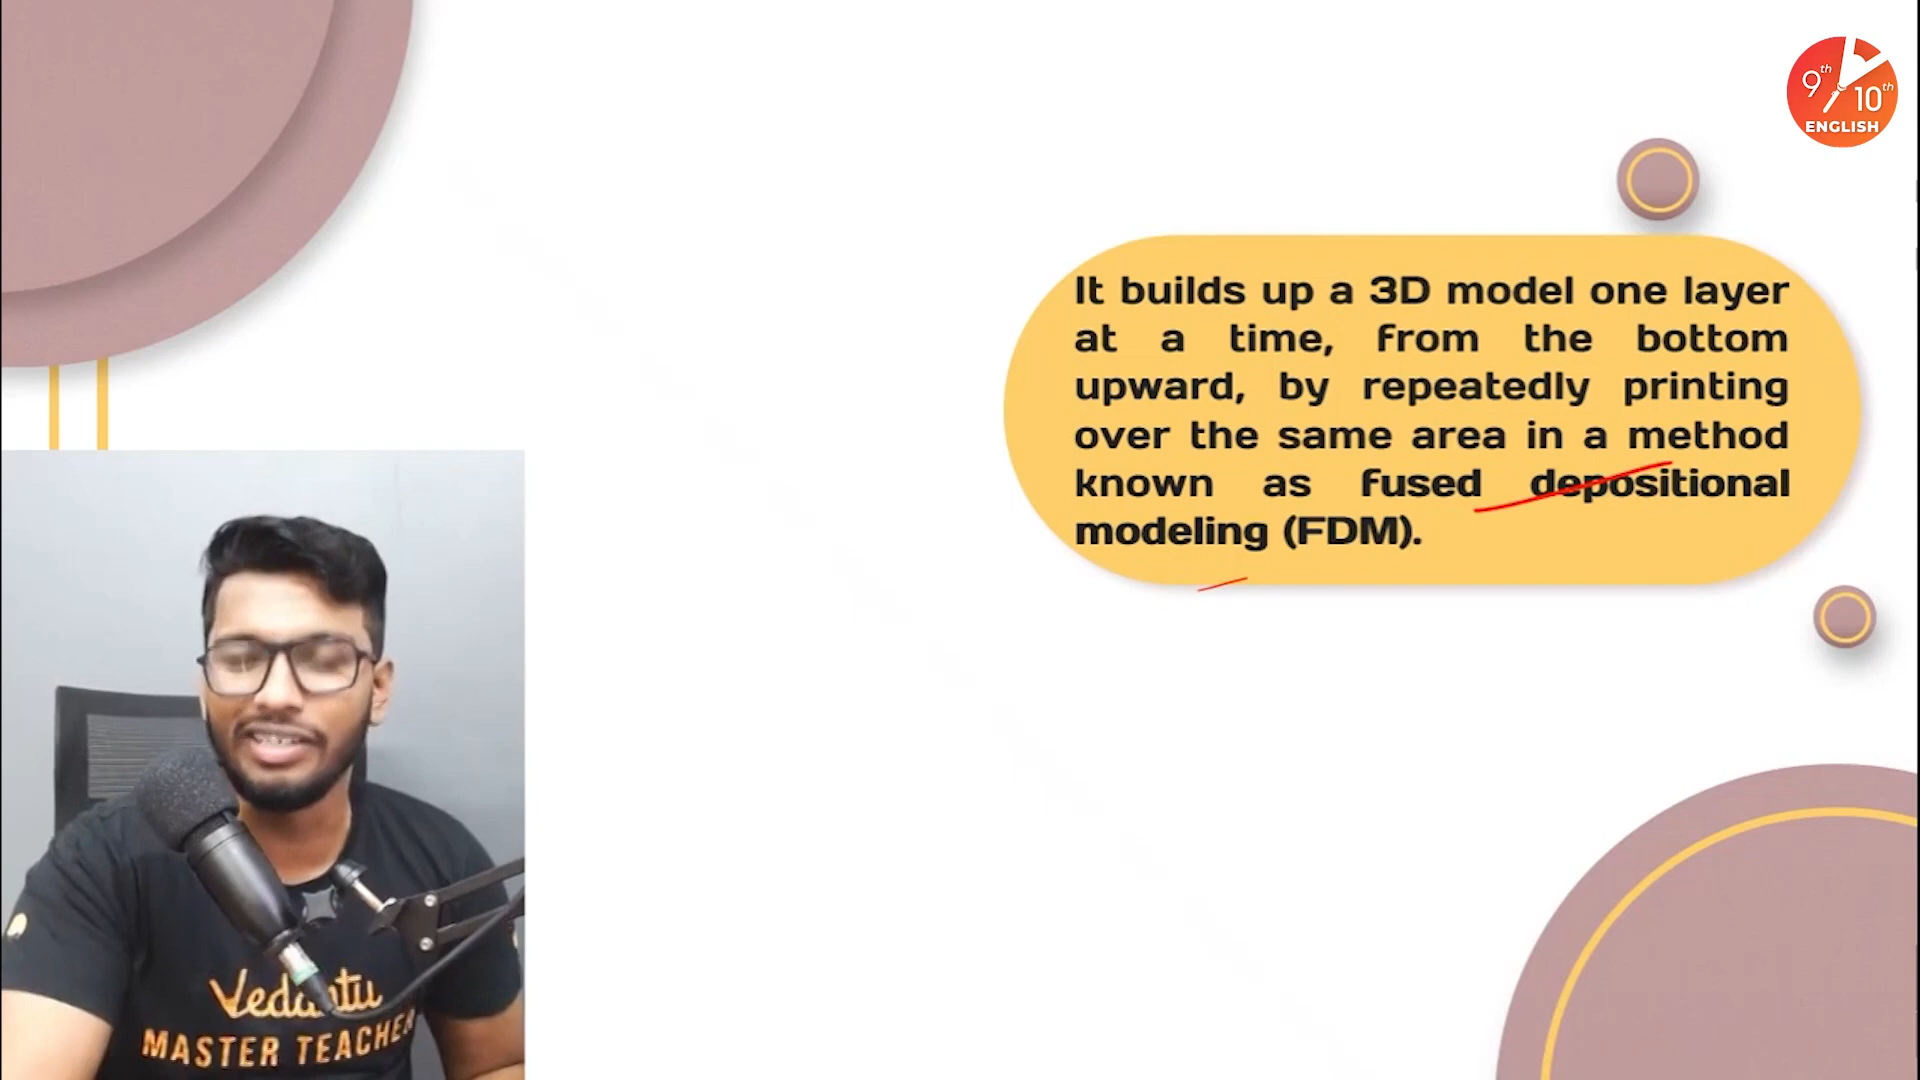 9th
10th
ENGLISH
It builds up a 3D model one layer
at a time, from the bottom
upward, by repeatedly printing
over the same area in a method
known as fused depositional
modeling (FDM).
Vedantu
MASTER TEACHER